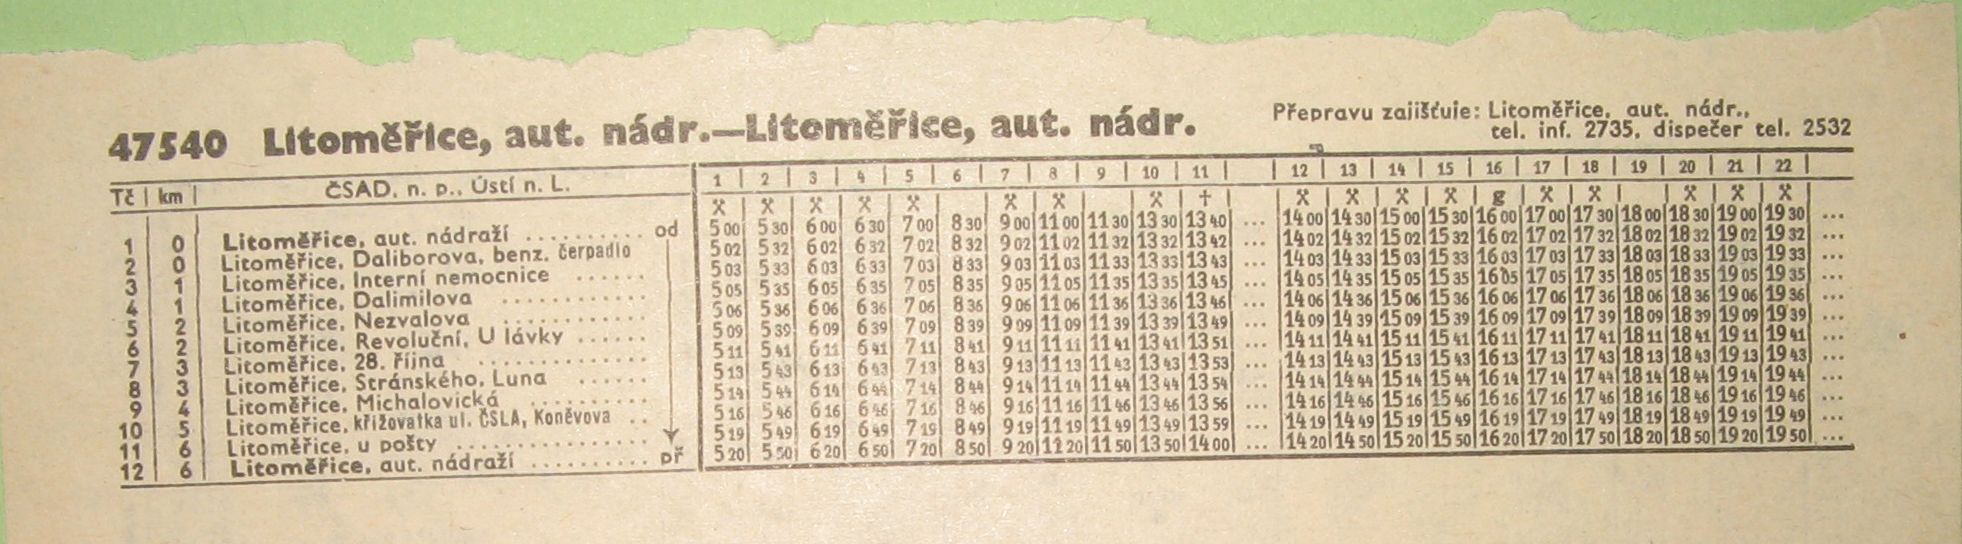 47540 Litoměřice, aut. nádr.—Litoměřice, aut. nádr.
Přepravu zajišťuje: Litoměřice, aut. nádr.,
tel. inf. 2735, dispečer tel. 2532
Tč km ČSAD, n. p., Ústí n. L. 1 2 3 4 5 6 7 8 9 10 11 12 13 14 15 16 17 18 19 20 21 22
⚒ ⚒ ⚒ ⚒ ⚒ ⚒ ⚒ ⚒ † ⚒ ⚒ ⚒ ⚒ g ⚒ ⚒ ⚒ ⚒ ⚒
1 0 Litoměřice, aut. nádraží .......... od 5 00 5 30 6 00 6 30 7 00 8 30 9 00 11 00 11 30 13 30 13 40 ... 14 00 14 30 15 00 15 30 16 00 17 00 17 30 18 00 18 30 19 00 19 30 ...
2 0 Litoměřice, Daliborova, benz. čerpadlo 5 02 5 32 6 02 6 32 7 02 8 32 9 02 11 02 11 32 13 32 13 42 ... 14 02 14 32 15 02 15 32 16 02 17 02 17 32 18 02 18 32 19 02 19 32 ...
3 1 Litoměřice, Interní nemocnice ...... 5 03 5 33 6 03 6 33 7 03 8 33 9 03 11 03 11 33 13 33 13 43 ... 14 03 14 33 15 03 15 33 16 03 17 03 17 33 18 03 18 33 19 03 19 33 ...
4 1 Litoměřice, Dalimilova ............ 5 05 5 35 6 05 6 35 7 05 8 35 9 05 11 05 11 35 13 35 13 45 ... 14 05 14 35 15 05 15 35 16 05 17 05 17 35 18 05 18 35 19 05 19 35 ...
5 2 Litoměřice, Nezvalova ............ 5 06 5 36 6 06 6 36 7 06 8 36 9 06 11 06 11 36 13 36 13 46 ... 14 06 14 36 15 06 15 36 16 06 17 06 17 36 18 06 18 36 19 06 19 36 ...
6 2 Litoměřice, Revoluční, U lávky ...... 5 09 5 39 6 09 6 39 7 09 8 39 9 09 11 09 11 39 13 39 13 49 ... 14 09 14 39 15 09 15 39 16 09 17 09 17 39 18 09 18 39 19 09 19 39 ...
7 3 Litoměřice, 28. října .............. 5 11 5 41 6 11 6 41 7 11 8 41 9 11 11 11 11 41 13 41 13 51 ... 14 11 14 41 15 11 15 41 16 11 17 11 17 41 18 11 18 41 19 11 19 41 ...
8 3 Litoměřice, Stránského, Luna ...... 5 13 5 43 6 13 6 43 7 13 8 43 9 13 11 13 11 43 13 43 13 53 ... 14 13 14 43 15 13 15 43 16 13 17 13 17 43 18 13 18 43 19 13 19 43 ...
9 4 Litoměřice, Michalovická .......... 5 14 5 44 6 14 6 44 7 14 8 44 9 14 11 14 11 44 13 44 13 54 ... 14 14 14 44 15 14 15 44 16 14 17 14 17 44 18 14 18 44 19 14 19 44 ...
10 5 Litoměřice, křižovatka ul. ČSLA, Koněvova .. 5 16 5 46 6 16 6 46 7 16 8 46 9 16 11 16 11 46 13 46 13 56 ... 14 16 14 46 15 16 15 46 16 16 17 16 17 46 18 16 18 46 19 16 19 46 ...
11 6 Litoměřice, u pošty .............. 5 19 5 49 6 19 6 49 7 19 8 49 9 19 11 19 11 49 13 49 13 59 ... 14 19 14 49 15 19 15 49 16 19 17 19 17 49 18 19 18 49 19 19 19 49 ...
12 6 Litoměřice, aut. nádraží .......... př 5 20 5 50 6 20 6 50 7 20 8 50 9 20 11 20 11 50 13 50 14 00 ... 14 20 14 50 15 20 15 50 16 20 17 20 17 50 18 20 18 50 19 20 19 50 ...